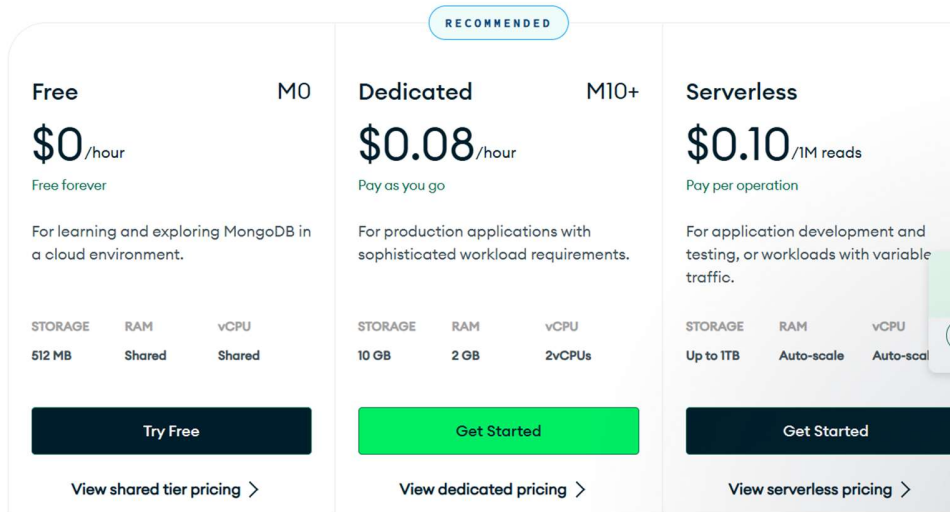 RECOMMENDED
Free M0
$0/hour
Free forever
For learning and exploring MongoDB in
a cloud environment.
STORAGE RAM vCPU
512 MB Shared Shared
Try Free
View shared tier pricing
Dedicated M10+
$0.08/hour
Pay as you go
For production applications with
sophisticated workload requirements.
STORAGE RAM vCPU
10 GB 2 GB 2vCPUs
Get Started
View dedicated pricing
Serverless
$0.10/1M reads
Pay per operation
For application development and
testing, or workloads with variable
traffic.
STORAGE RAM vCPU
Up to 1TB Auto-scale
Get Started
View serverless pricing